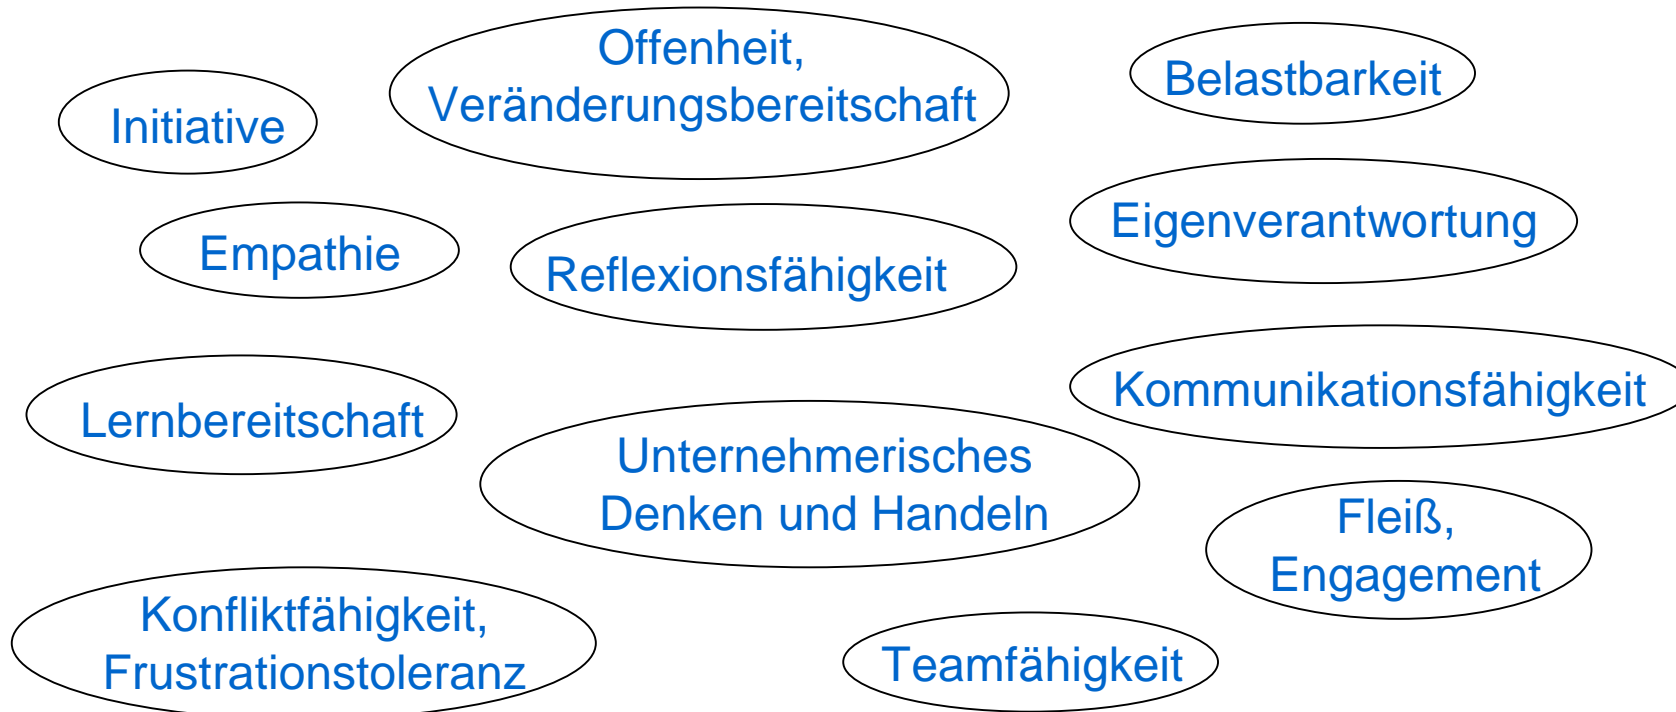 Offenheit,
Veränderungsbereitschaft
Belastbarkeit
Initiative
Empathie
Reflexionsfähigkeit
Eigenverantwortung
Lernbereitschaft
Kommunikationsfähigkeit
Unternehmerisches
Denken und Handeln
Fleiß,
Engagement
Konfliktfähigkeit,
Frustrationstoleranz
Teamfähigkeit